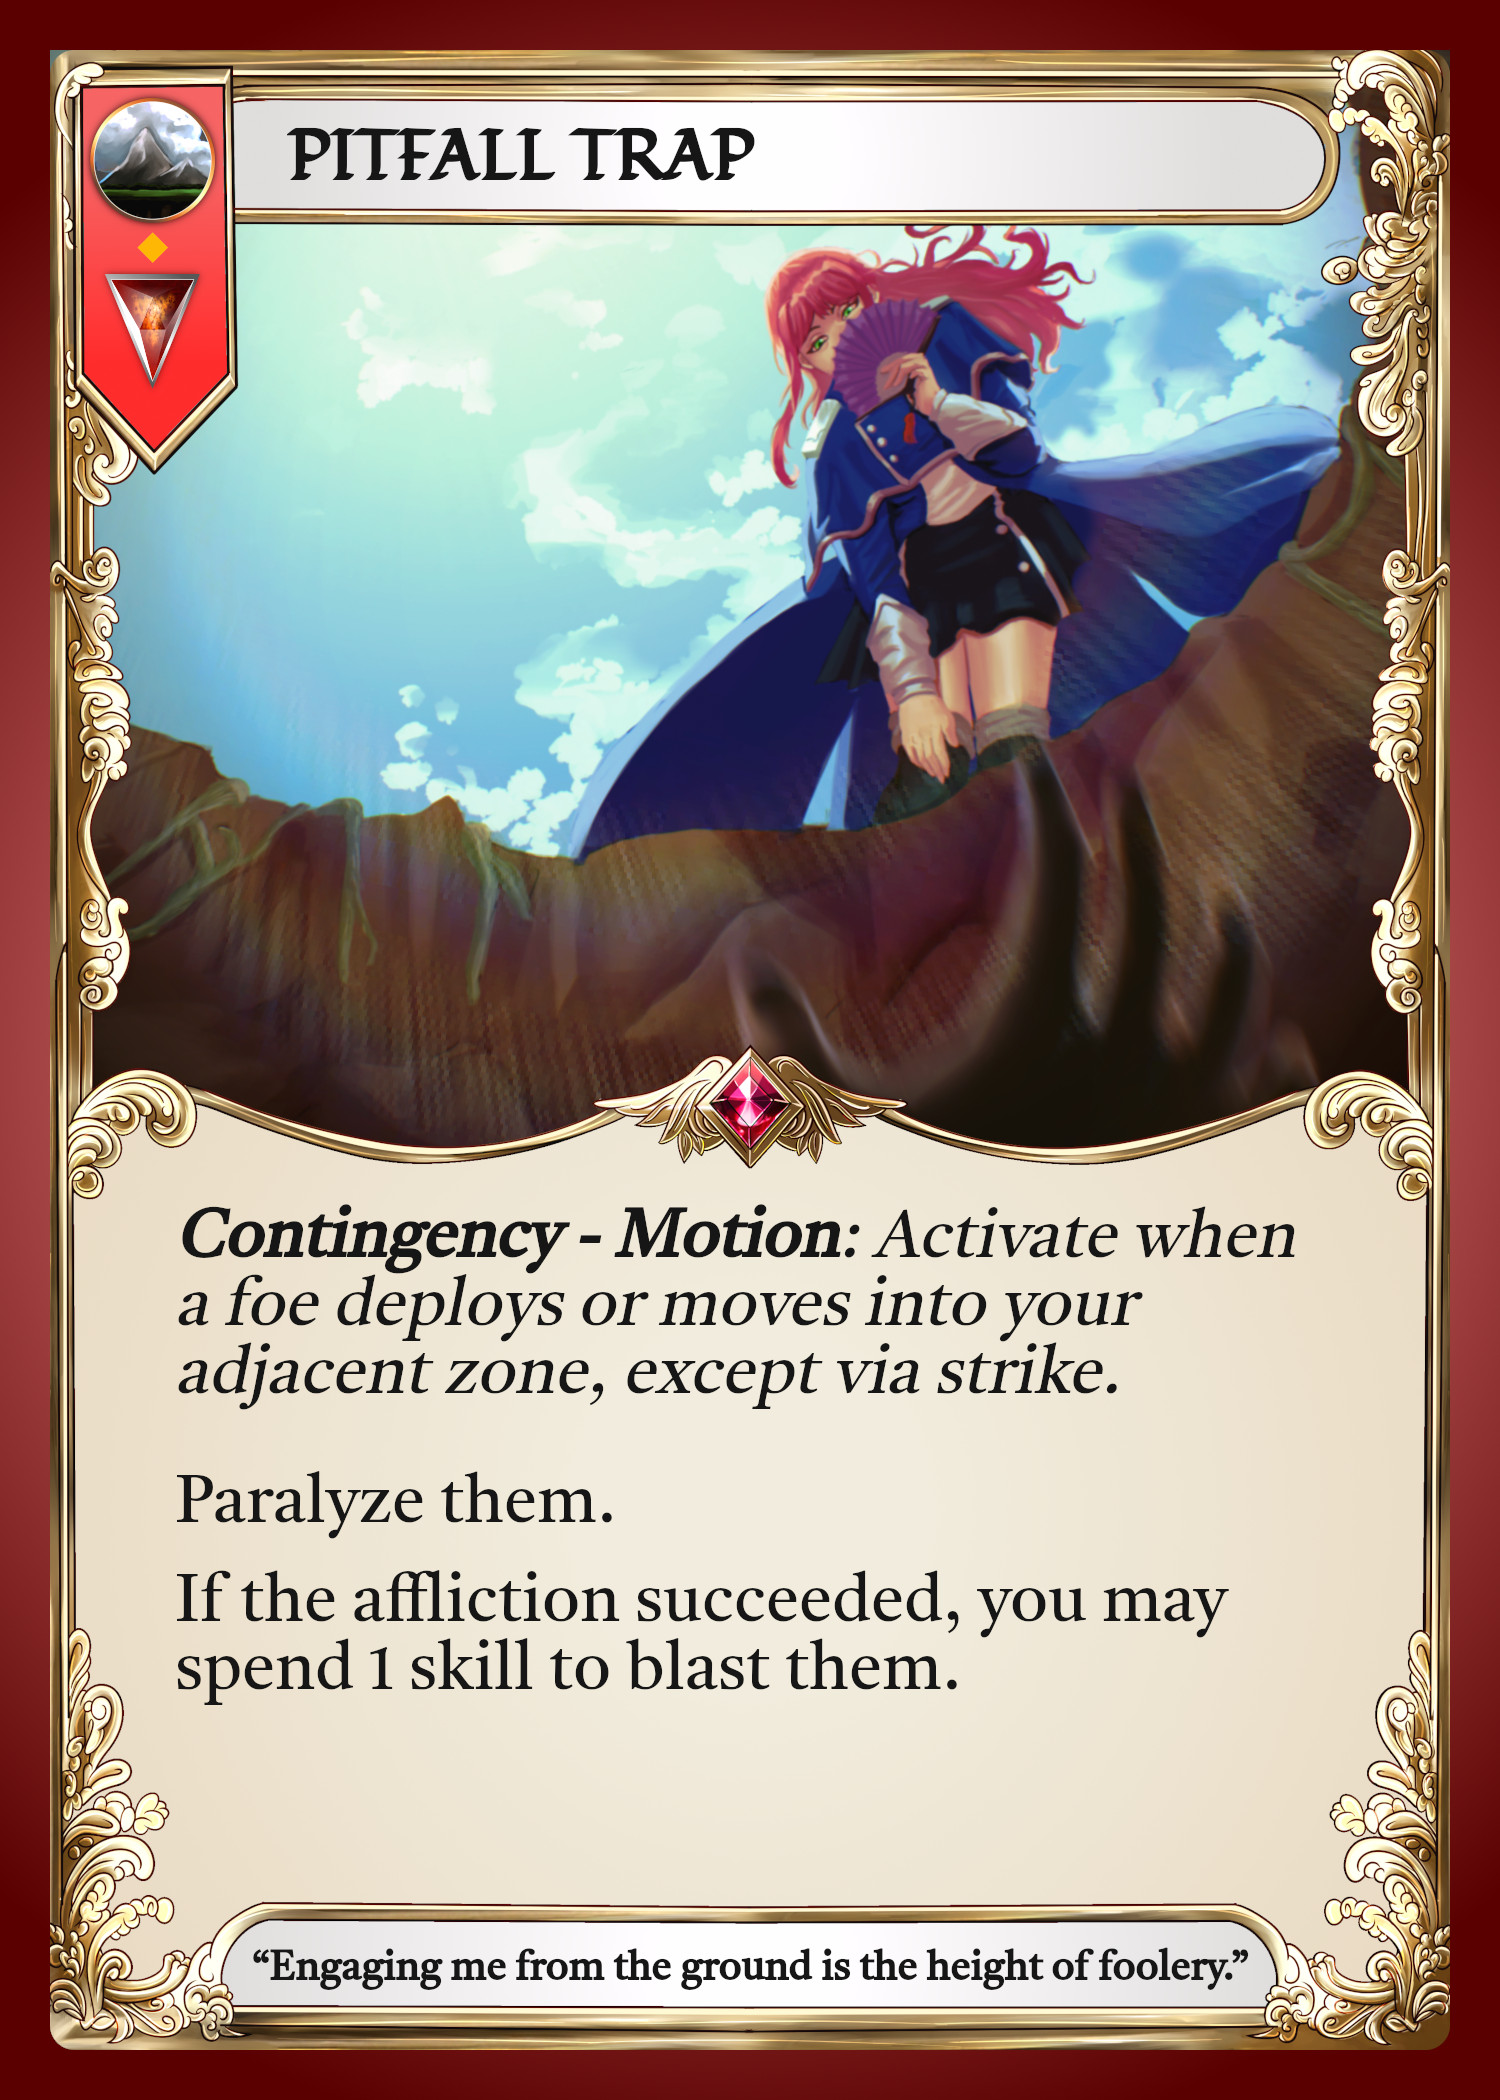 PITFALL TRAP
Contingency - Motion: Activate when
a foe deploys or moves into your
adjacent zone, except via strike.
Paralyze them.
If the affliction succeeded, you may
spend 1 skill to blast them.
“Engaging me from the ground is the height of foolery.”